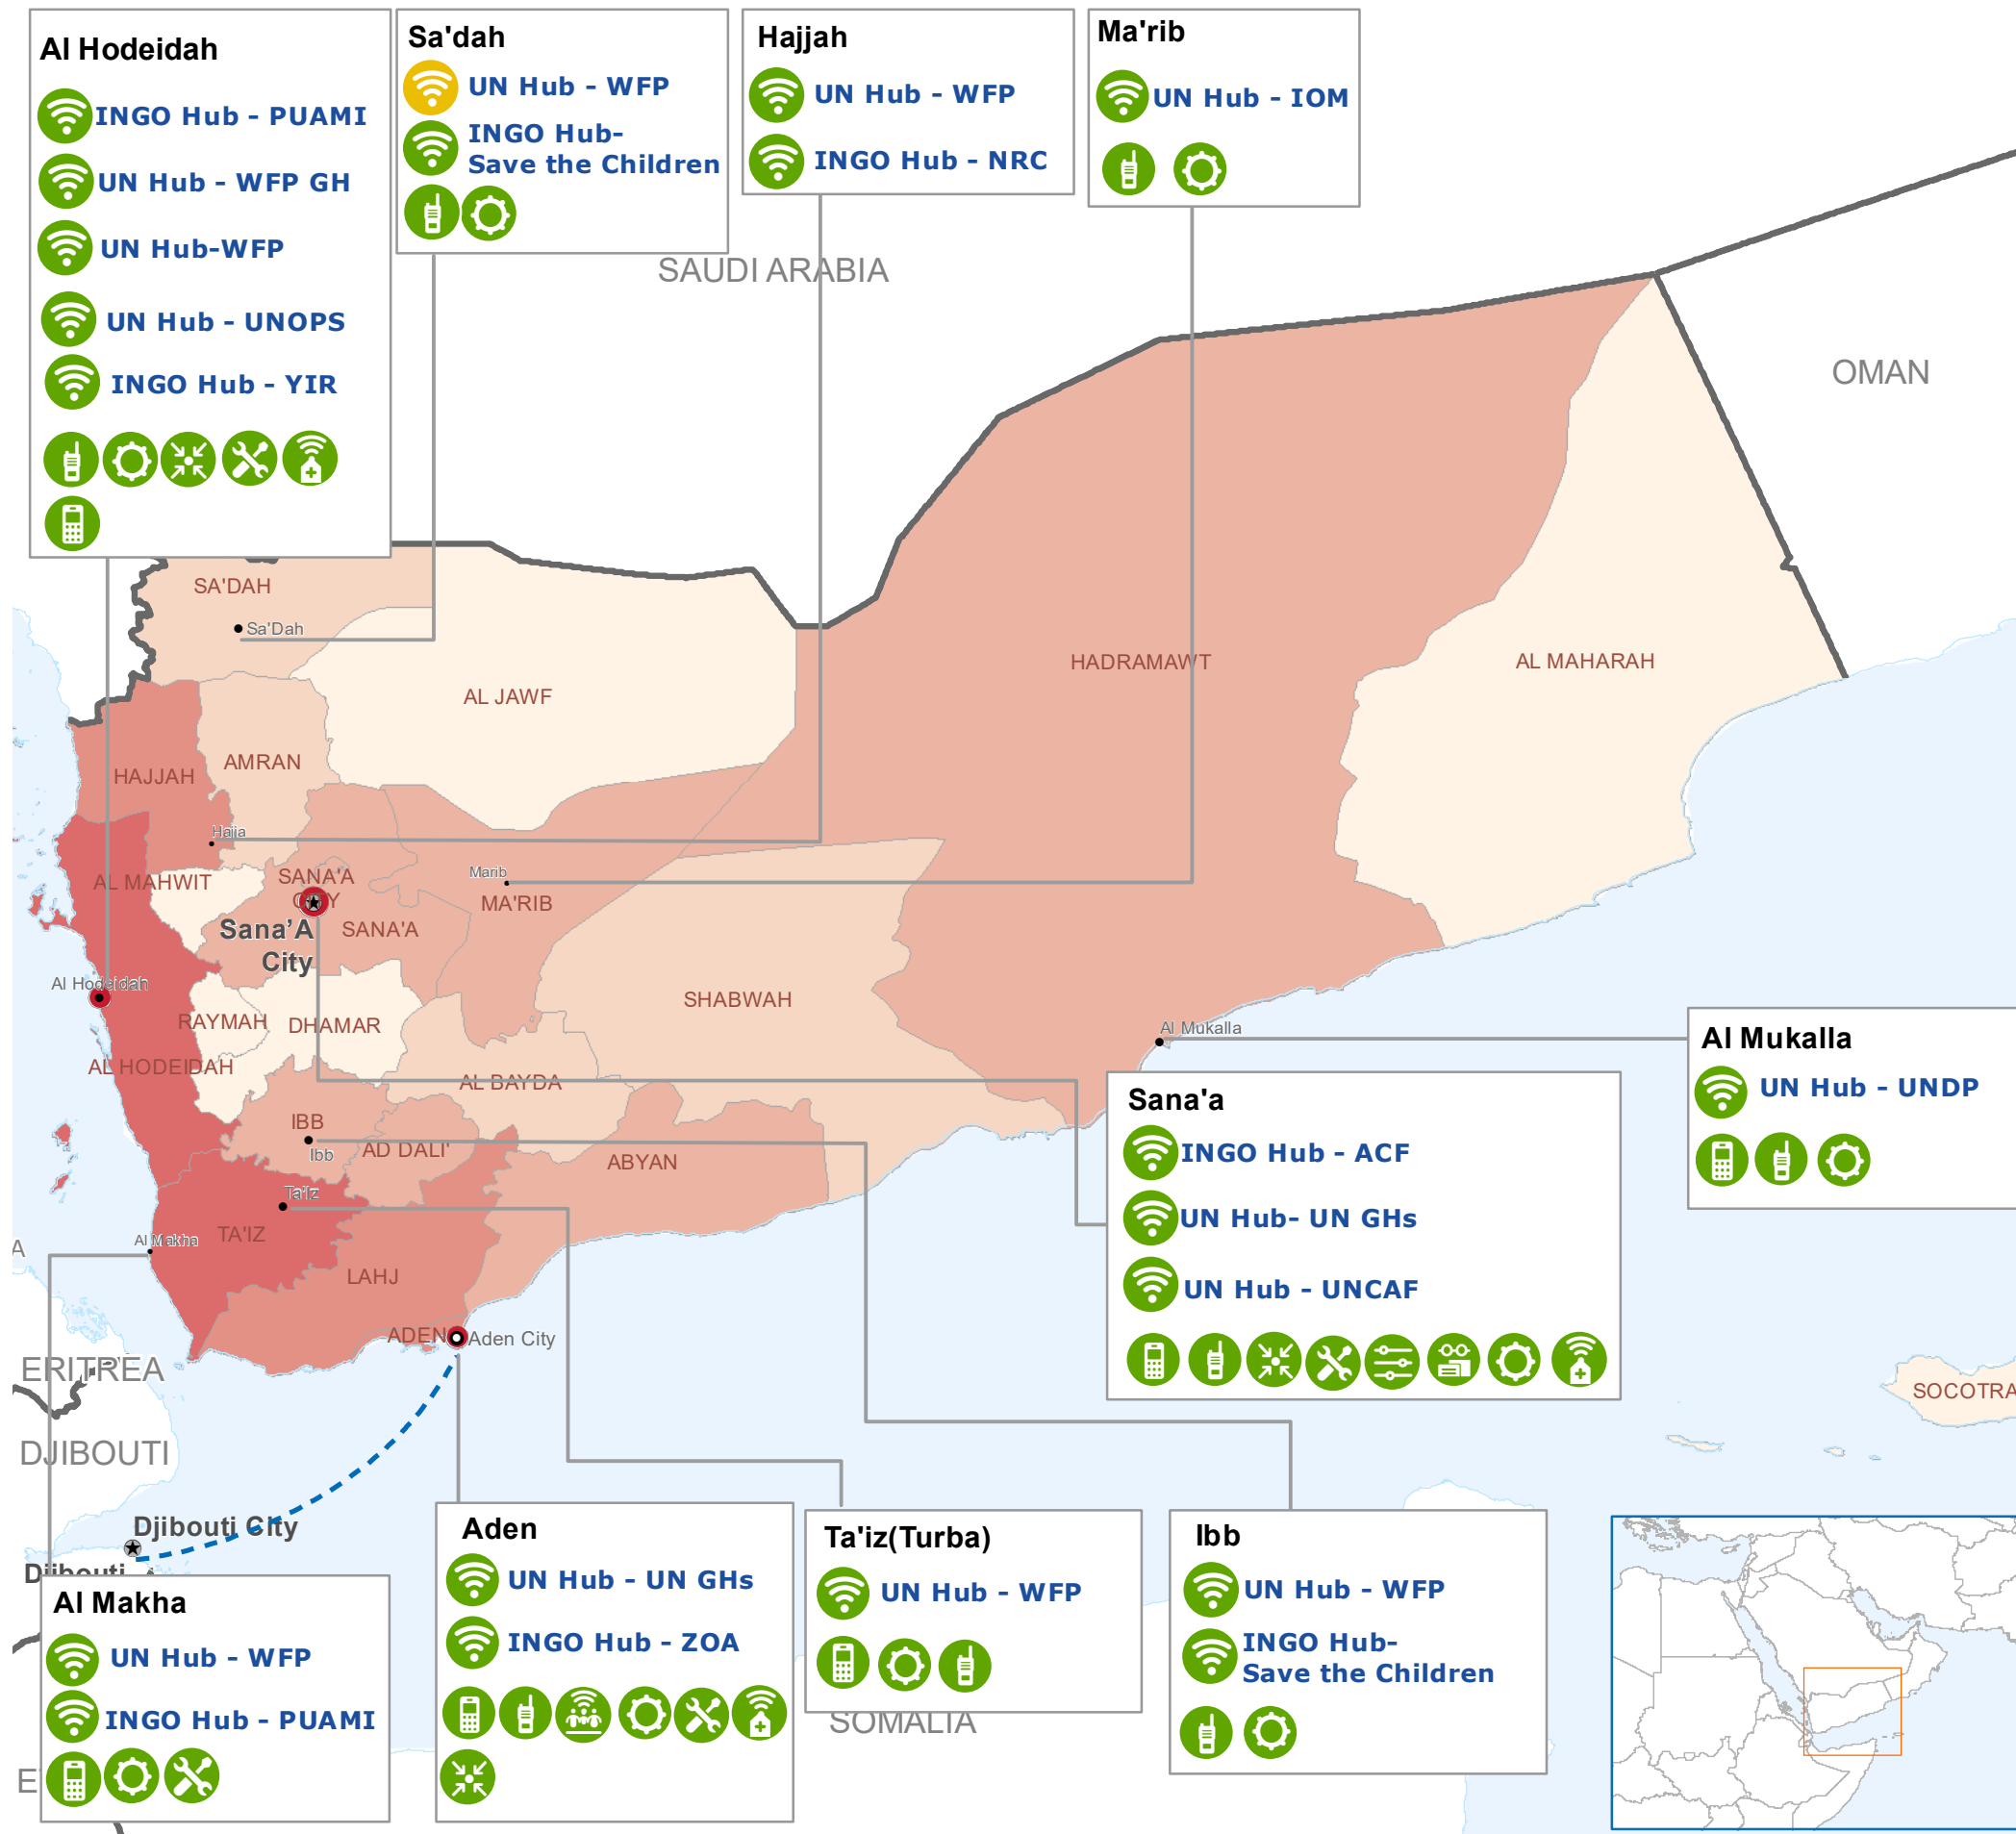 Al Hodeidah
INGO Hub - PUAMI
UN Hub - WFP GH
UN Hub-WFP
UN Hub - UNOPS
INGO Hub - YIR
Sa'dah
UN Hub - WFP
INGO Hub-
Save the Children
Hajjah
UN Hub - WFP
INGO Hub - NRC
Ma'rib
UN Hub - IOM
SAUDI ARABIA
OMAN
SA'DAH
Sa'Dah
AL JAWF
HADRAMAWT
AL MAHARAH
HAJJAH
AMRAN
Hajja
AL MAHWIT
SANA'A
CITY
Sana'A
City
SANA'A
Marib
MA'RIB
Al Hodeidah
RAYMAH
DHAMAR
SHABWAH
AL HODEIDAH
AL BAYDA
Al Mukalla
IBB
Ibb
AD DALI'
ABYAN
Ta'Iz
TA'IZ
Al Makha
LAHJ
ADEN
Aden City
Al Mukalla
UN Hub - UNDP
Sana'a
INGO Hub - ACF
UN Hub- UN GHs
UN Hub - UNCAF
SOCOTRA
A
ERITREA
DJIBOUTI
Djibouti City
Djibouti
Al Makha
UN Hub - WFP
INGO Hub - PUAMI
E
Aden
UN Hub - UN GHs
INGO Hub - ZOA
Ta'iz(Turba)
UN Hub - WFP
SOMALIA
Ibb
UN Hub - WFP
INGO Hub-
Save the Children